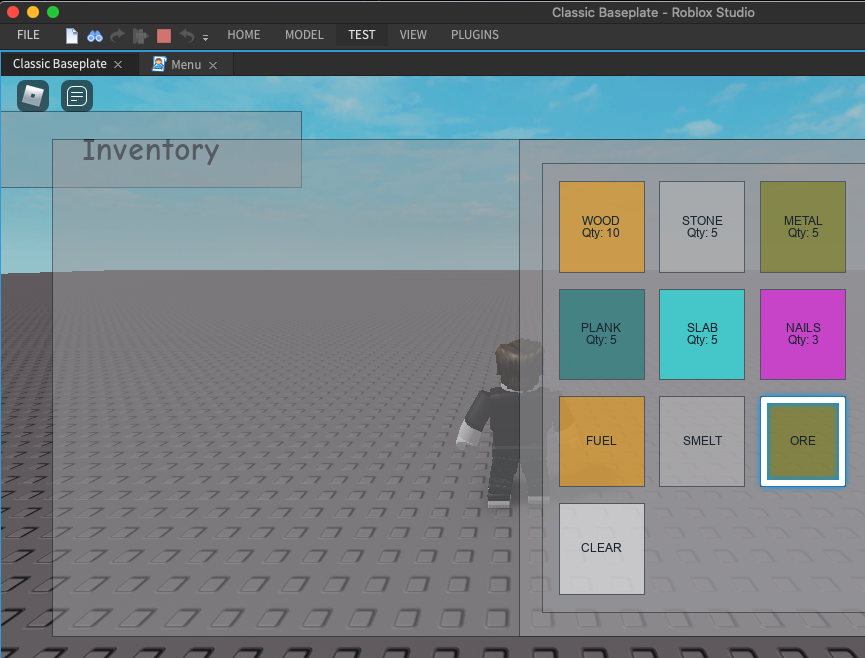 Classic Baseplate - Roblox Studio
FILE HOME MODEL TEST VIEW PLUGINS
Classic Baseplate × Menu ×
Inventory
WOOD
Qty: 10
STONE
Qty: 5
METAL
Qty: 5
PLANK
Qty: 5
SLAB
Qty: 5
NAILS
Qty: 3
FUEL
SMELT
ORE
CLEAR